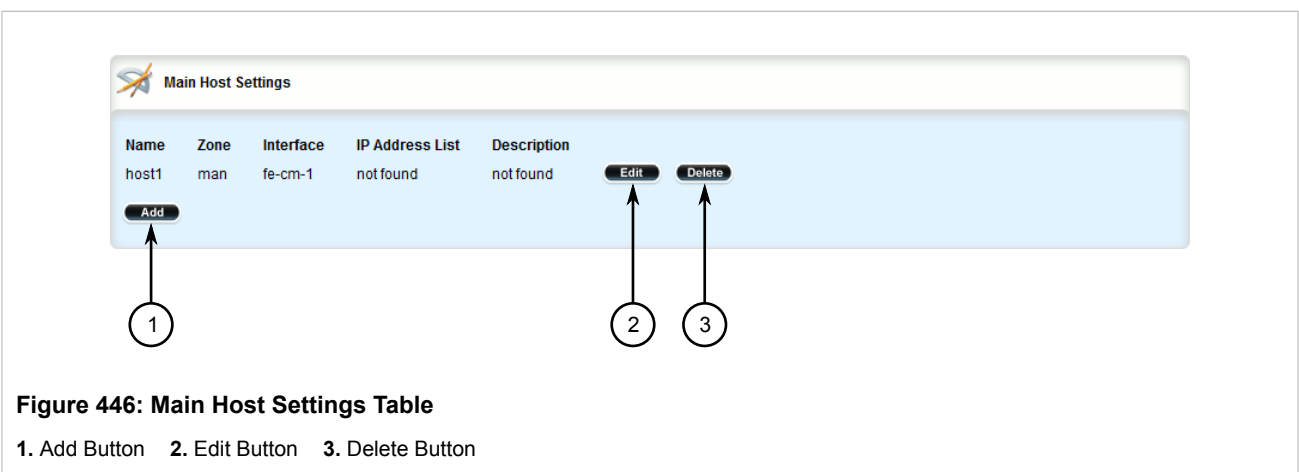 Main Host Settings
Name Zone Interface IP Address List Description
host1 man fe-cm-1 not found not found Edit Delete
Add
1 2 3
Figure 446: Main Host Settings Table
1. Add Button 2. Edit Button 3. Delete Button